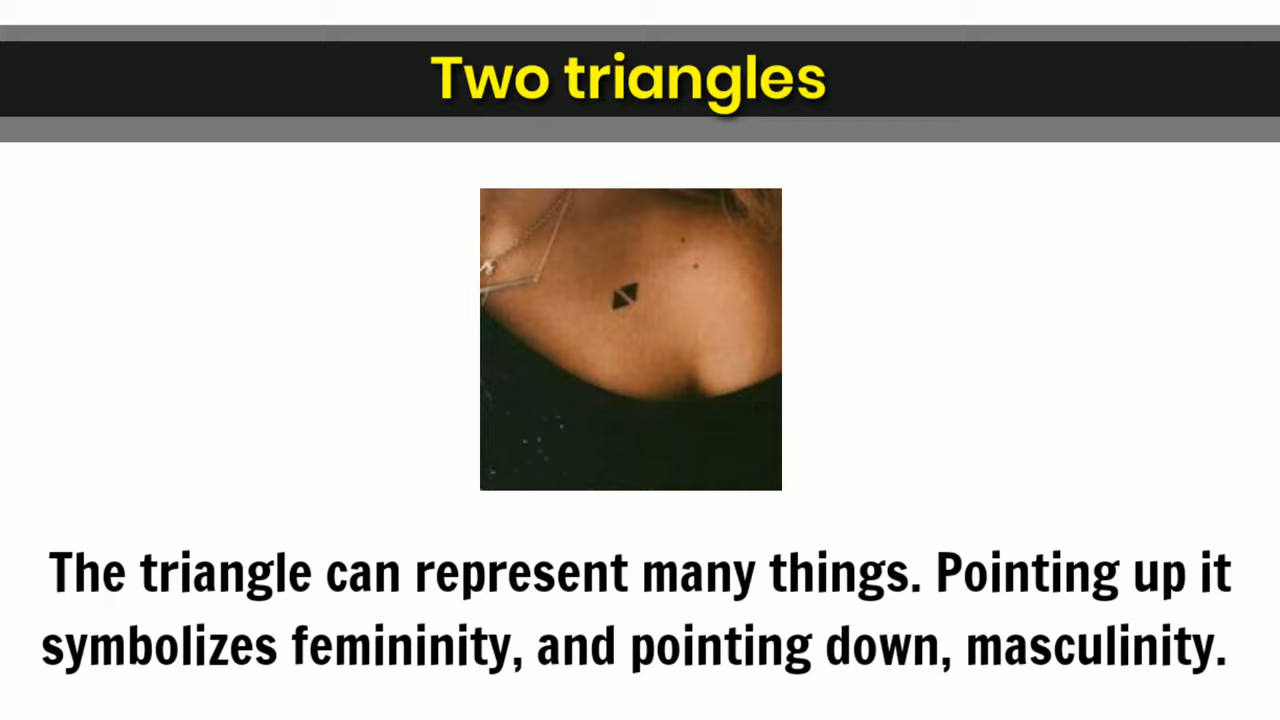 Two triangles
The triangle can represent many things. Pointing up it
symbolizes femininity, and pointing down, masculinity.